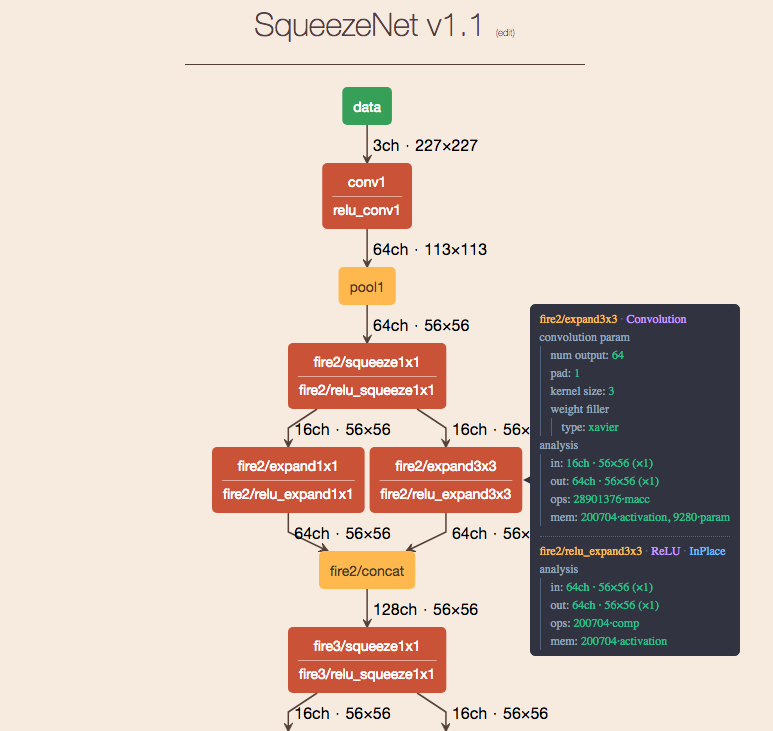 SqueezeNet v1.1 (edit)
data
3ch · 227×227
conv1
relu_conv1
64ch · 113×113
pool1
64ch · 56×56
fire2/squeeze1x1
fire2/relu_squeeze1x1
16ch · 56×56
16ch · 56×
fire2/expand1x1
fire2/relu_expand1x1
fire2/expand3x3
fire2/relu_expand3x3
64ch · 56×56
64ch · 56×
fire2/concat
128ch · 56×56
fire3/squeeze1x1
fire3/relu_squeeze1x1
16ch · 56×56
16ch · 56×56
fire2/expand3x3 · Convolution
convolution param
num output: 64
pad: 1
kernel size: 3
weight filler
type: xavier
analysis
in: 16ch · 56×56 (×1)
out: 64ch · 56×56 (×1)
ops: 28901376·macc
mem: 200704·activation, 9280·param
fire2/relu_expand3x3 · ReLU · InPlace
analysis
in: 64ch · 56×56 (×1)
out: 64ch · 56×56 (×1)
ops: 200704·comp
mem: 200704·activation